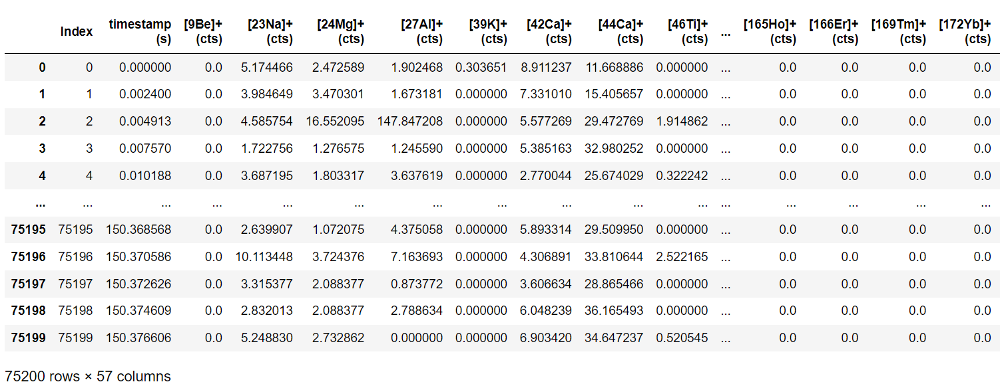 Index timestamp (s) [9Be]+ (cts) [23Na]+ (cts) [24Mg]+ (cts) [27Al]+ (cts) [39K]+ (cts) [42Ca]+ (cts) [44Ca]+ (cts) [46Ti]+ (cts) ... [165Ho]+ (cts) [166Er]+ (cts) [169Tm]+ (cts) [172Yb]+ (cts)
0 0 0.000000 0.0 5.174466 2.472589 1.902468 0.303651 8.911237 11.668886 0.000000 ... 0.0 0.0 0.0 0.0
1 1 0.002400 0.0 3.984649 3.470301 1.673181 0.000000 7.331010 15.405657 0.000000 ... 0.0 0.0 0.0 0.0
2 2 0.004913 0.0 4.585754 16.552095 147.847208 0.000000 5.577269 29.472769 1.914862 ... 0.0 0.0 0.0 0.0
3 3 0.007570 0.0 1.722756 1.276575 1.245590 0.000000 5.385163 32.980252 0.000000 ... 0.0 0.0 0.0 0.0
4 4 0.010188 0.0 3.687195 1.803317 3.637619 0.000000 2.770044 25.674029 0.322242 ... 0.0 0.0 0.0 0.0
... ... ... ... ... ... ... ... ... ... ... ... ... ... ... ...
75195 75195 150.368568 0.0 2.639907 1.072075 4.375058 0.000000 5.893314 29.509950 0.000000 ... 0.0 0.0 0.0 0.0
75196 75196 150.370586 0.0 10.113448 3.724376 7.163693 0.000000 4.306891 33.810644 2.522165 ... 0.0 0.0 0.0 0.0
75197 75197 150.372626 0.0 3.315377 2.088377 0.873772 0.000000 3.606634 28.865466 0.000000 ... 0.0 0.0 0.0 0.0
75198 75198 150.374609 0.0 2.832013 2.088377 2.788634 0.000000 6.048239 36.165493 0.000000 ... 0.0 0.0 0.0 0.0
75199 75199 150.376606 0.0 5.248830 2.732862 0.000000 0.000000 6.903420 34.647237 0.520545 ... 0.0 0.0 0.0 0.0
75200 rows × 57 columns